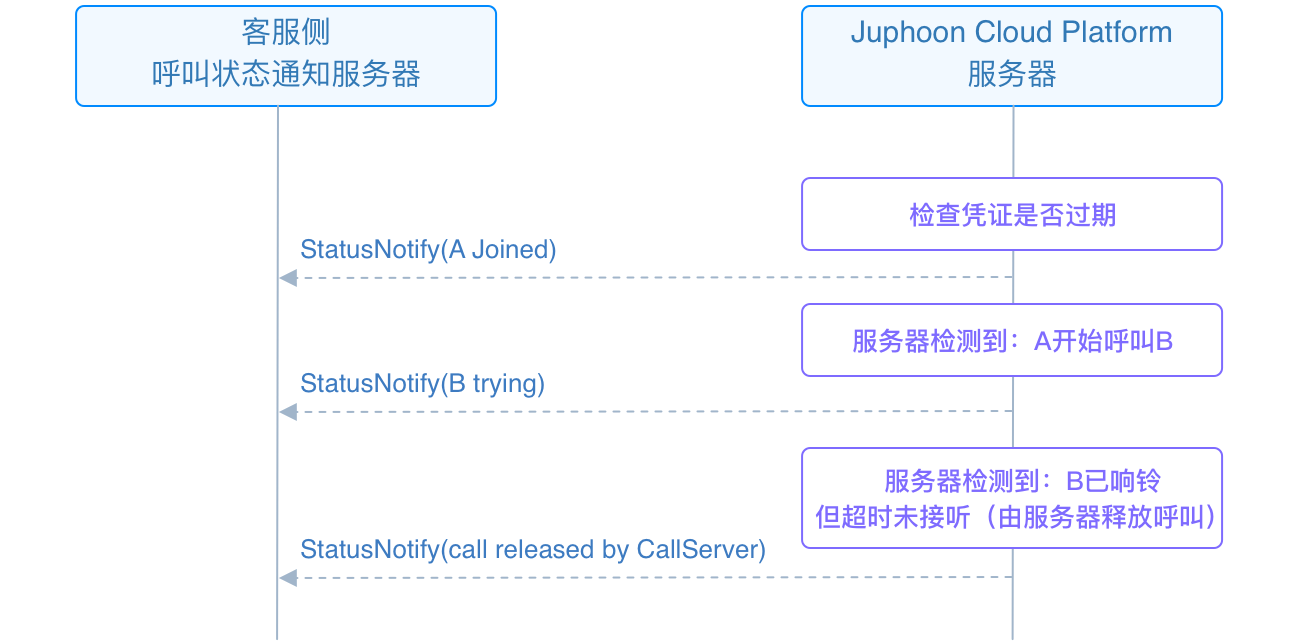 客服侧
呼叫状态通知服务器
Juphoon Cloud Platform
服务器
检查凭证是否过期
StatusNotify(A Joined)
服务器检测到：A开始呼叫B
StatusNotify(B trying)
服务器检测到：B已响铃
但超时未接听（由服务器释放呼叫）
StatusNotify(call released by CallServer)